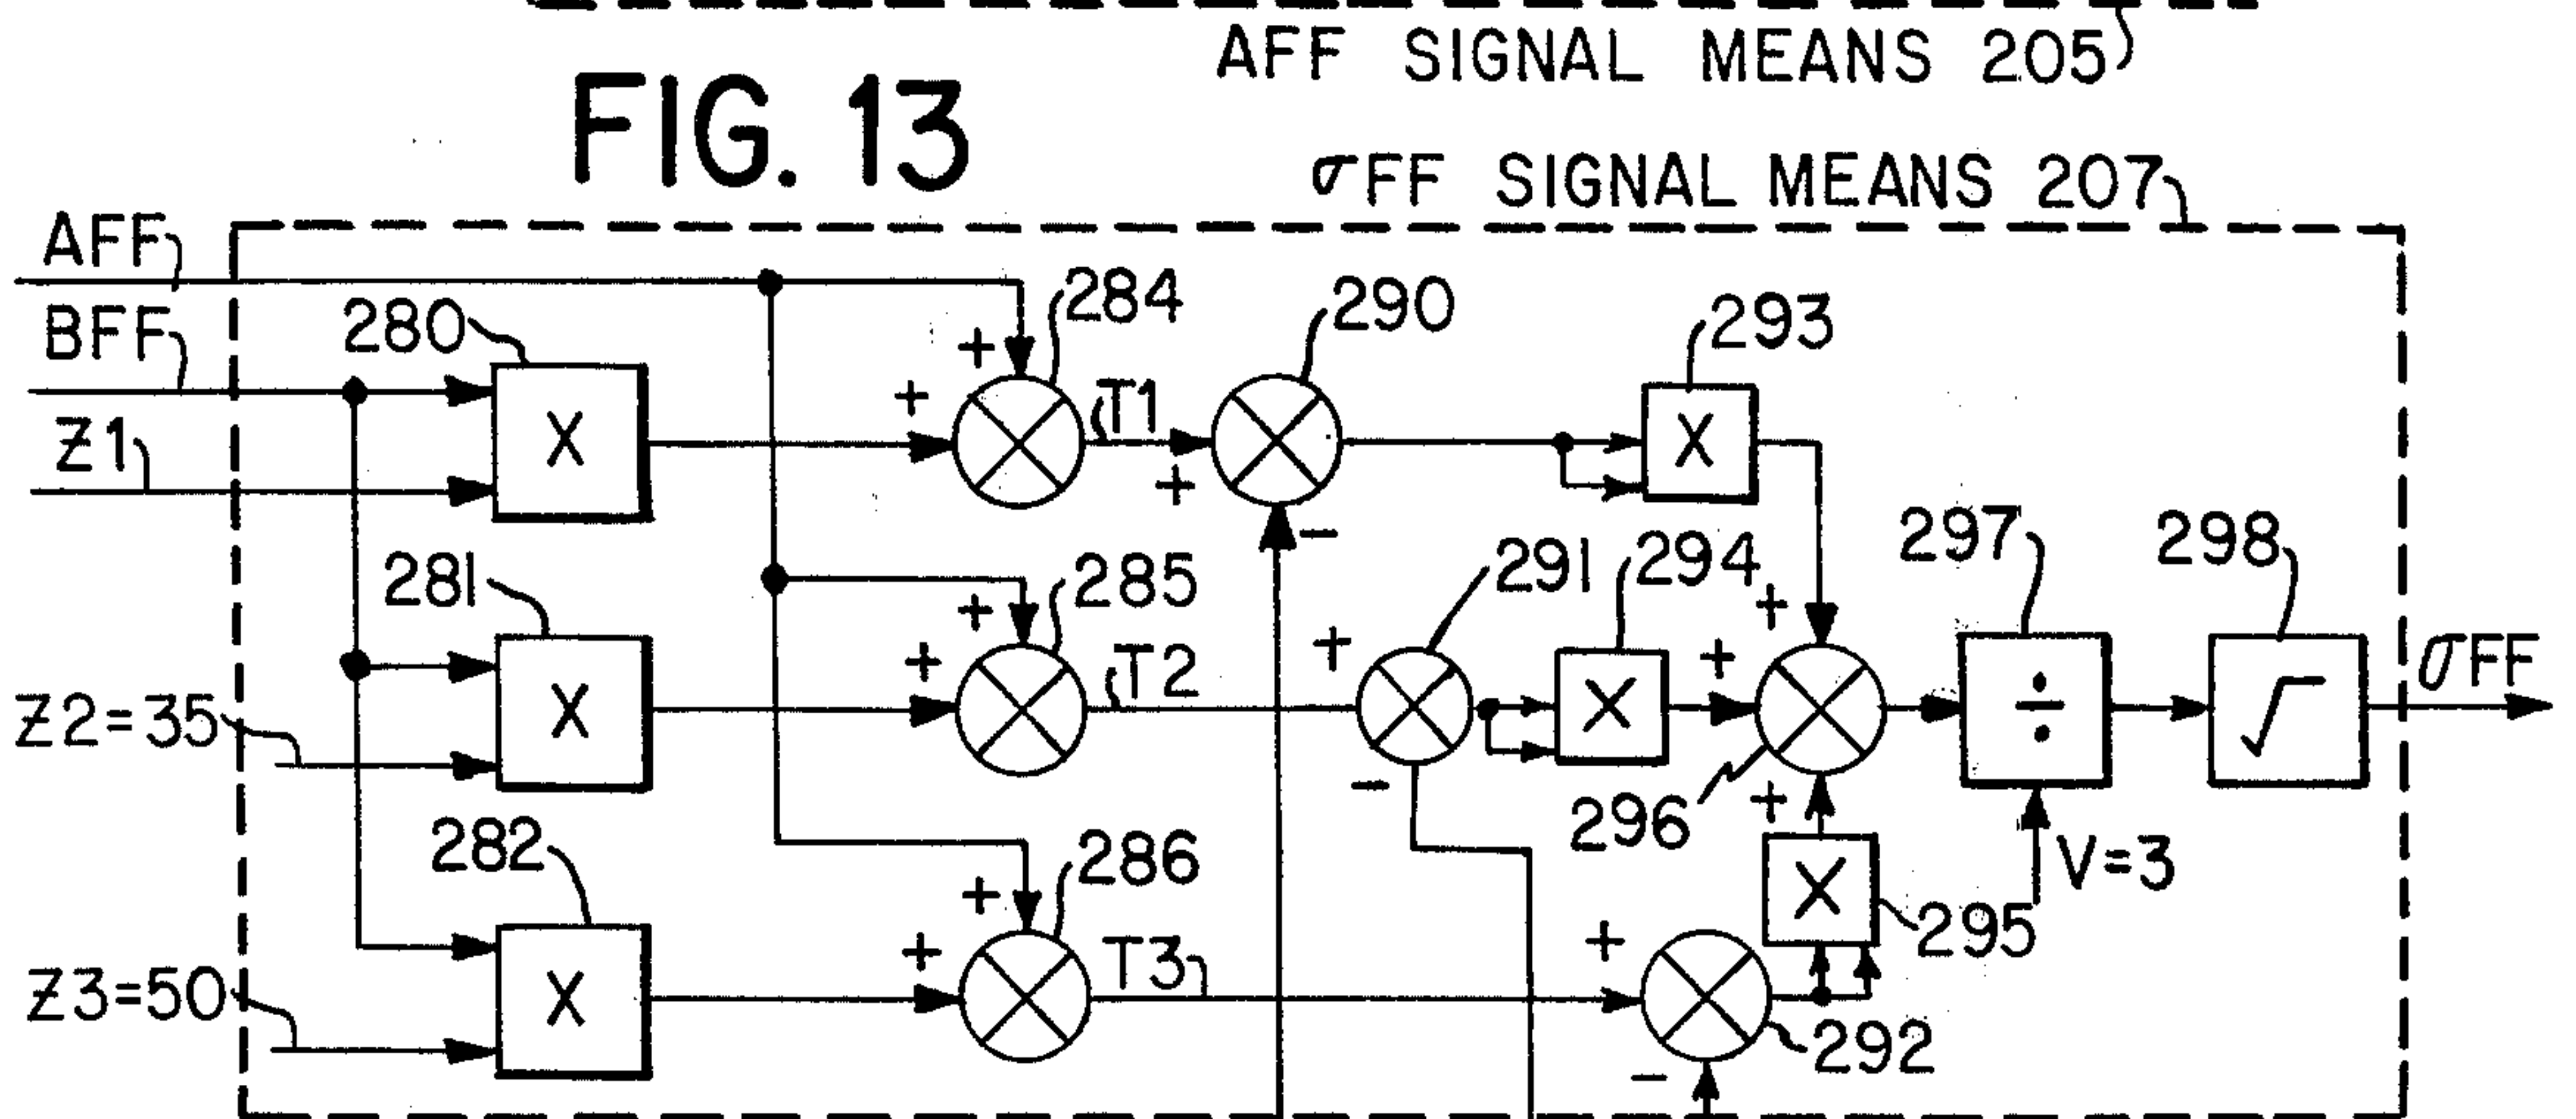 AFF SIGNAL MEANS 205
FIG. 13
σFF SIGNAL MEANS 207
AFF
BFF
Z1
280
X
+
+
284
T1
+
-
290
293
X
281
X
Z2=35
+
+
285
T2
+
-
291
294
X
+
+
+
296
297
÷
V=3
298
√
σFF
282
X
Z3=50
+
+
286
T3
+
-
292
295
X